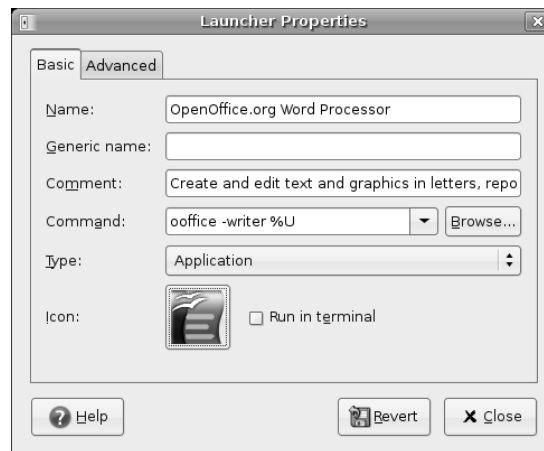 Launcher Properties
Basic Advanced
Name: OpenOffice.org Word Processor
Generic name:
Comment: Create and edit text and graphics in letters, repo
Command: ooffice -writer %U Browse...
Type: Application
Icon: Run in terminal
Help Revert Close